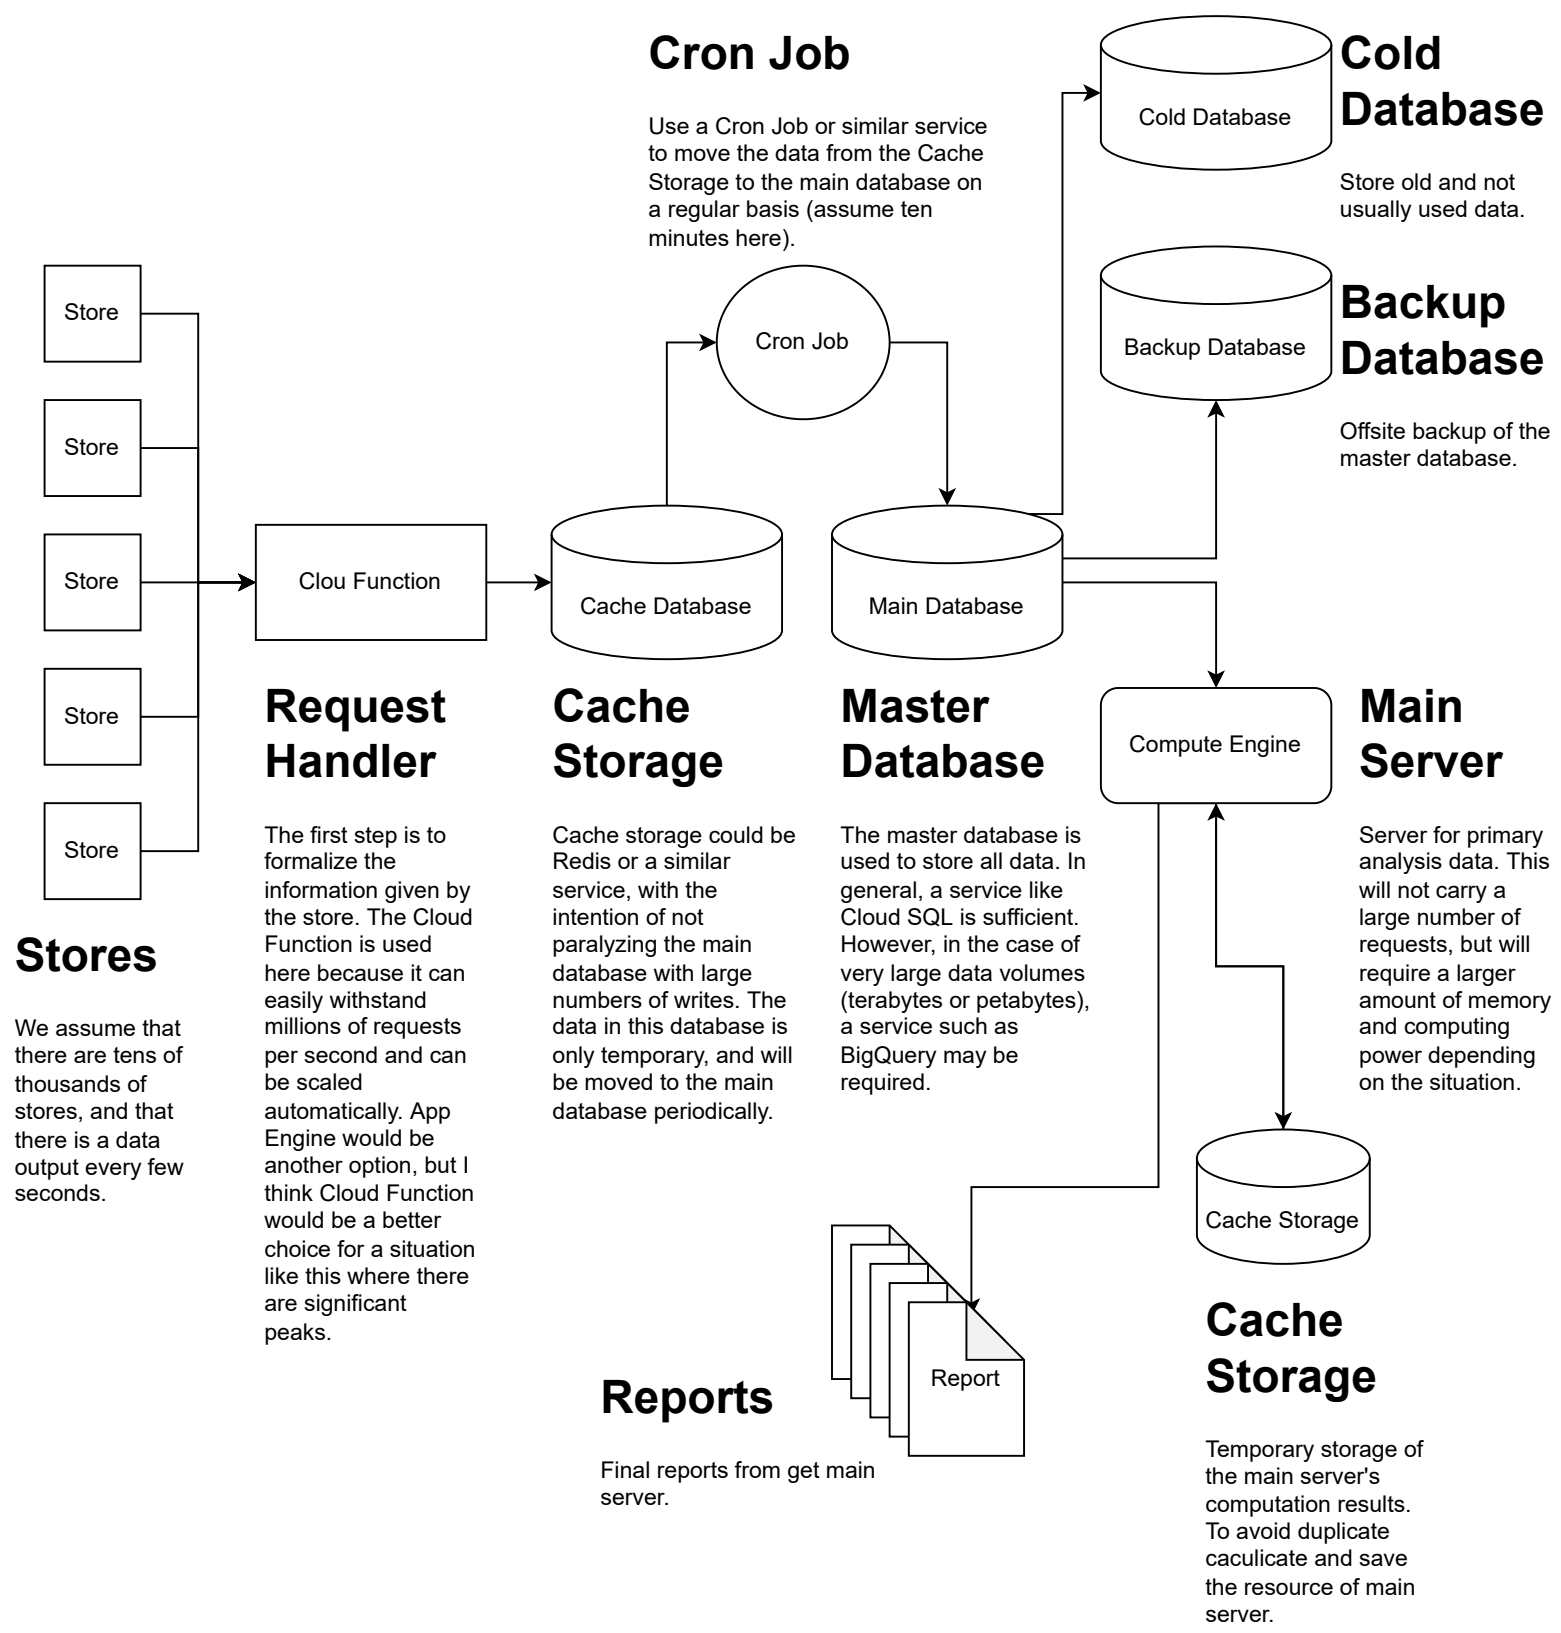 Cron Job
Use a Cron Job or similar service
to move the data from the Cache
Storage to the main database on
a regular basis (assume ten
minutes here).
Cron Job
Cold Database
Cold
Database
Store old and not
usually used data.
Backup Database
Backup
Database
Offsite backup of the
master database.
Store
Store
Store
Store
Store
Stores
We assume that
there are tens of
thousands of
stores, and that
there is a data
output every few
seconds.
Clou Function
Request
Handler
The first step is to
formalize the
information given by
the store. The Cloud
Function is used
here because it can
easily withstand
millions of requests
per second and can
be scaled
automatically. App
Engine would be
another option, but I
think Cloud Function
would be a better
choice for a situation
like this where there
are significant
peaks.
Cache Database
Cache
Storage
Cache storage could be
Redis or a similar
service, with the
intention of not
paralyzing the main
database with large
numbers of writes. The
data in this database is
only temporary, and will
be moved to the main
database periodically.
Main Database
Master
Database
The master database is
used to store all data. In
general, a service like
Cloud SQL is sufficient.
However, in the case of
very large data volumes
(terabytes or petabytes),
a service such as
BigQuery may be
required.
Compute Engine
Main
Server
Server for primary
analysis data. This
will not carry a
large number of
requests, but will
require a larger
amount of memory
and computing
power depending
on the situation.
Cache Storage
Cache
Storage
Temporary storage of
the main server's
computation results.
To avoid duplicate
caculicate and save
the resource of main
server.
Report
Reports
Final reports from get main
server.